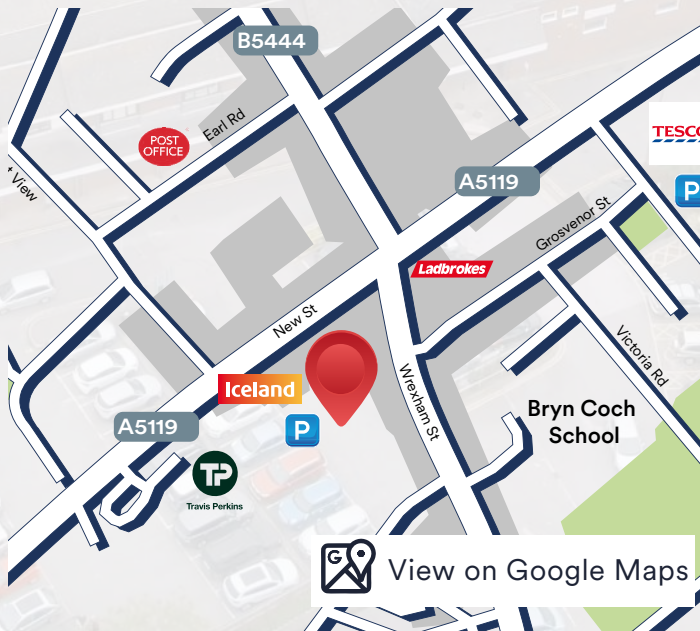 B5444
Earl Rd
POST
OFFICE
View
TESCO
P
A5119
Grosvenor St
Ladbrokes
New St
Iceland
Wrexham St
Victoria Rd
P
A5119
Bryn Coch
School
TP
Travis Perkins
G
View on Google Maps